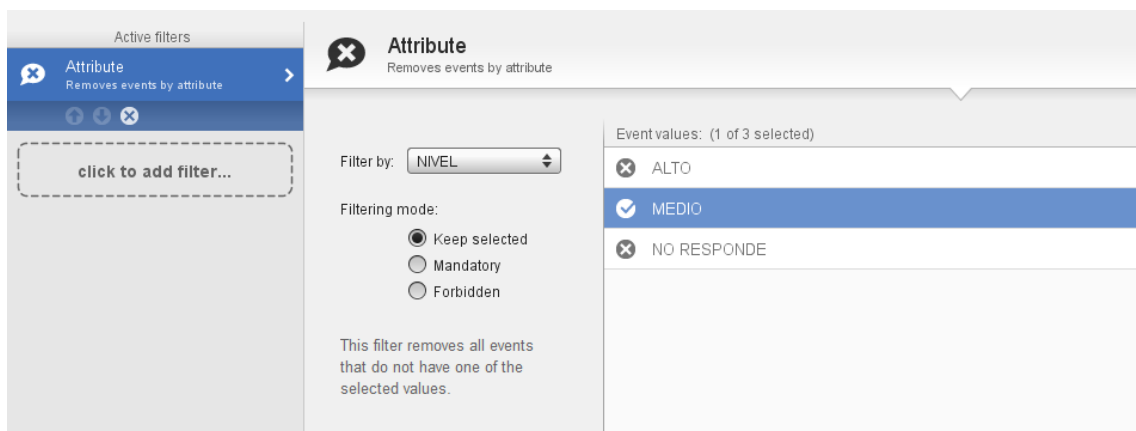 Active filters
Attribute
Removes events by attribute
click to add filter...
Attribute
Removes events by attribute
Filter by: NIVEL
Filtering mode:
Keep selected
Mandatory
Forbidden
This filter removes all events
that do not have one of the
selected values.
Event values: (1 of 3 selected)
ALTO
MEDIO
NO RESPONDE